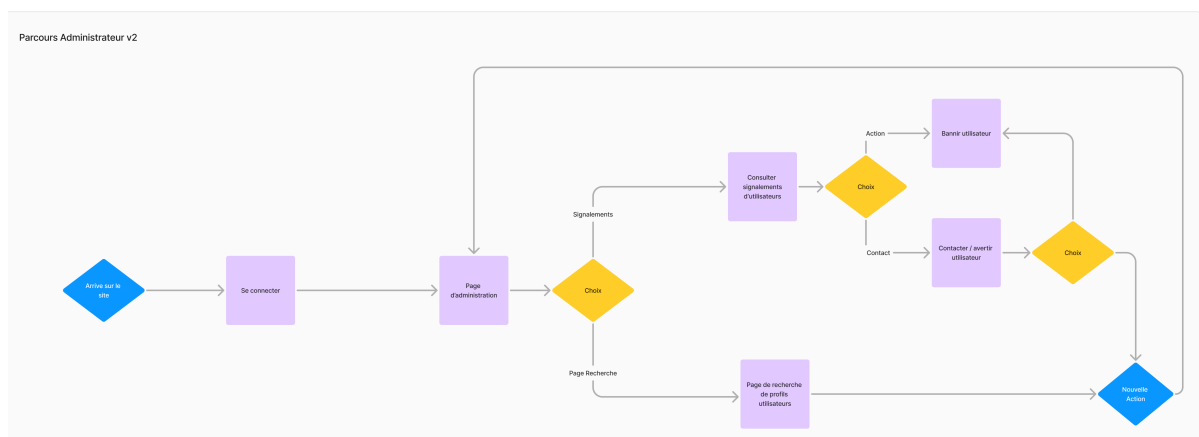 Parcours Administrateur v2
Action
Bannir utilisateur
Consulter
signalements
d'utilisateurs
Choix
Signalements
Contact
Contacter / avertir
utilisateur
Choix
Arrive sur le
site
Se connecter
Page
d'administration
Choix
Page Recherche
Page de recherche
de profils
utilisateurs
Nouvelle
Action